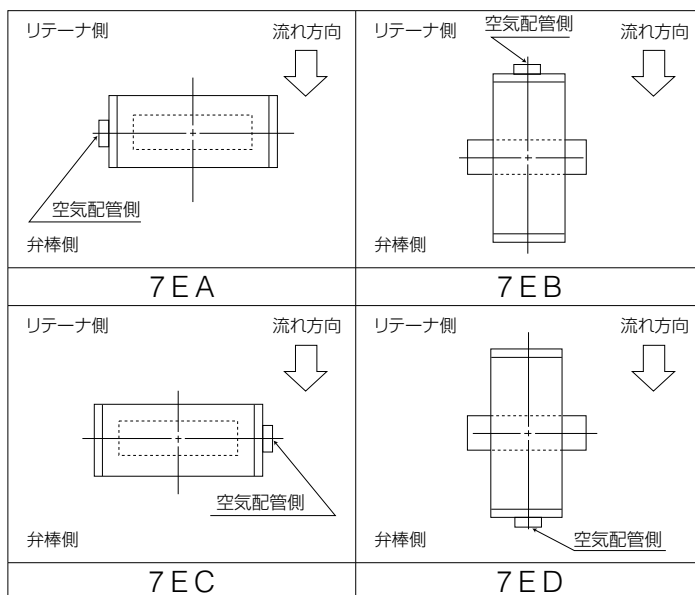 リテーナ側 流れ方向
空気配管側
弁棒側
7EA
空気配管側
リテーナ側 流れ方向
弁棒側
7EB
リテーナ側 流れ方向
空気配管側
弁棒側
7EC
リテーナ側 流れ方向
空気配管側
弁棒側
7ED